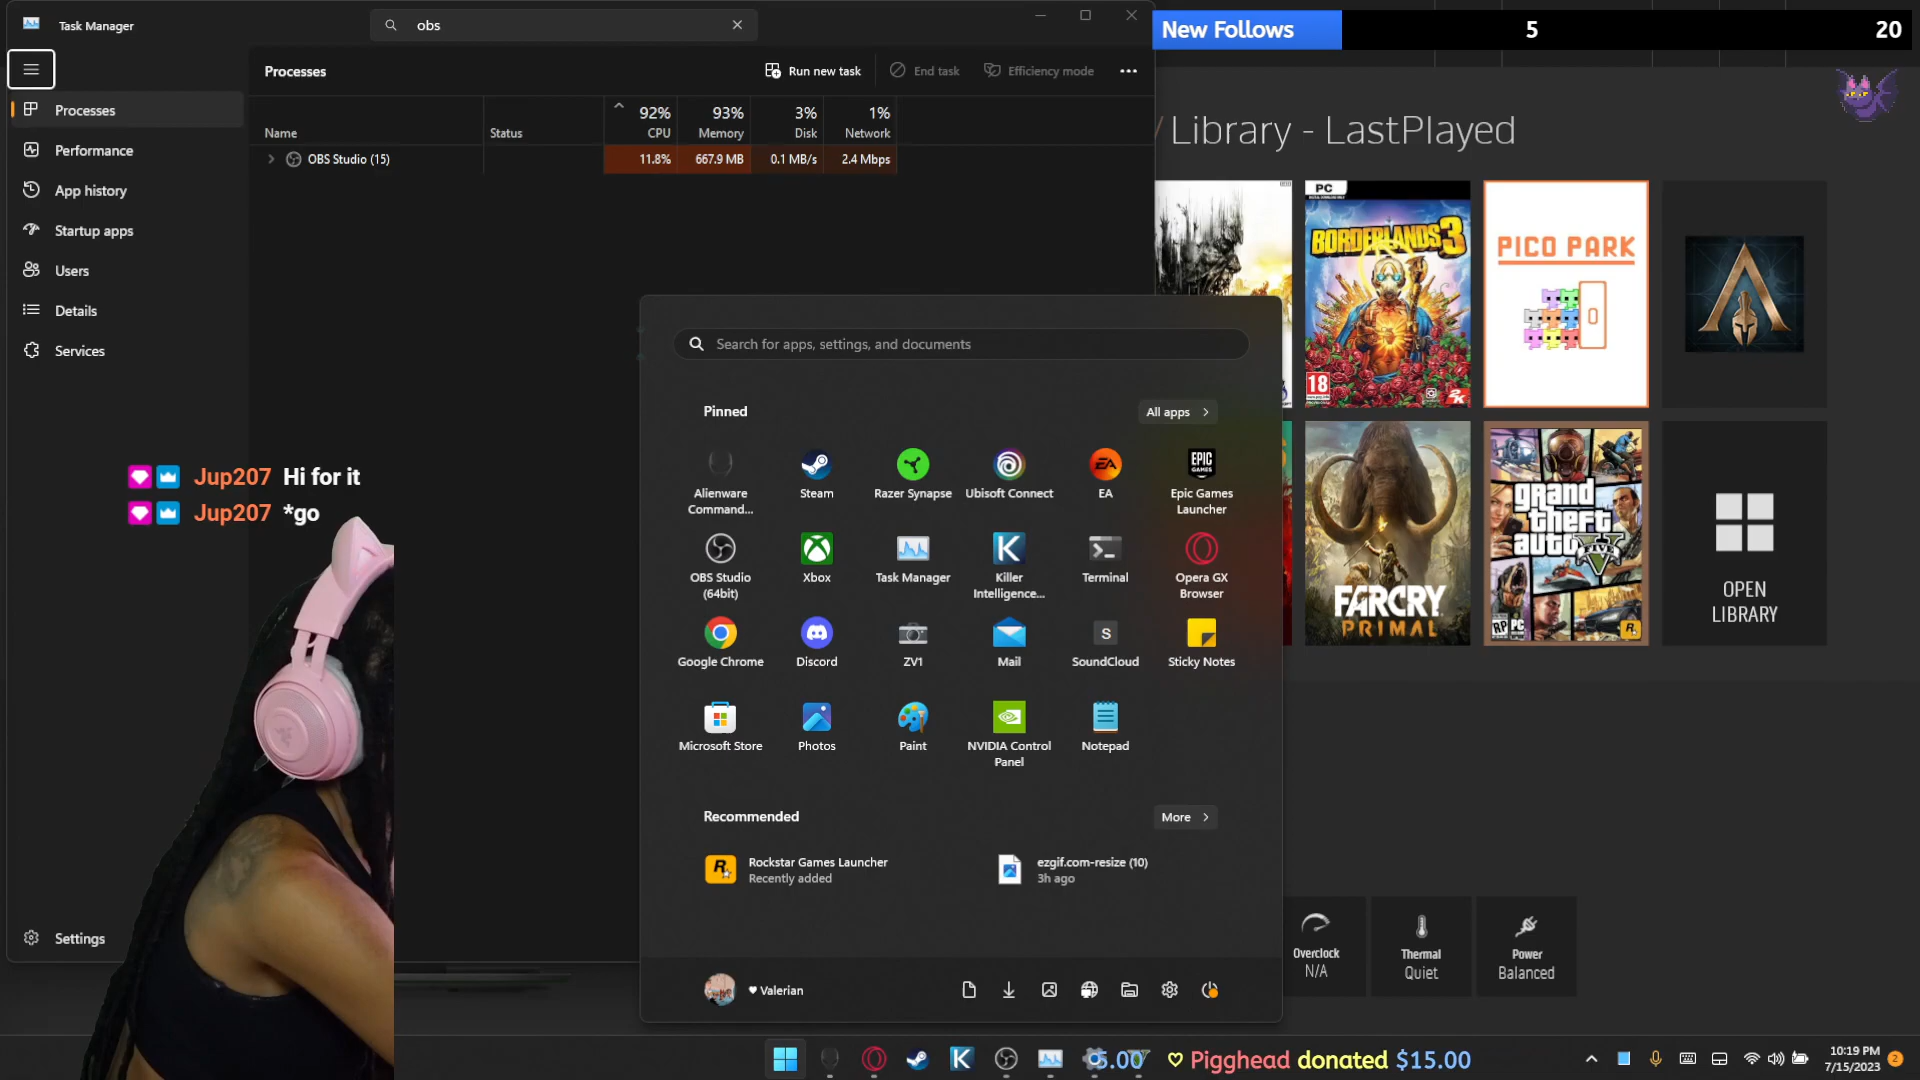 Task Manager
obs
New Follows
5
20
Processes
Run new task
End task
Efficiency mode
Processes
Performance
App history
Startup apps
Users
Details
Services
Settings
Name
Status
92%
CPU
93%
Memory
3%
Disk
1%
Network
OBS Studio (15)
11.8%
667.9 MB
0.1 MB/s
2.4 Mbps
/ Library - LastPlayed
PC
BORDERLANDS 3
18
2K
PICO PARK
FARCRY
PRIMAL
grand
theft
auto
FIVE
RP
PC
OPEN
LIBRARY
Jup207 Hi for it
Jup207 *go
Search for apps, settings, and documents
Pinned
All apps
Alienware
Command...
Steam
Razer Synapse
Ubisoft Connect
EA
EA
EPIC
GAMES
Epic Games
Launcher
OBS Studio
(64bit)
Xbox
Task Manager
K
Killer
Intelligence...
Terminal
Opera GX
Browser
Google Chrome
Discord
ZV1
Mail
S
SoundCloud
Sticky Notes
Microsoft Store
Photos
Paint
NVIDIA Control
Panel
Notepad
Recommended
More
Rockstar Games Launcher
Recently added
ezgif.com-resize (10)
3h ago
♥ Valerian
Overclock
N/A
Thermal
Quiet
Power
Balanced
K
5.00
Pigghead donated $15.00
10:19 PM
7/15/2023
2